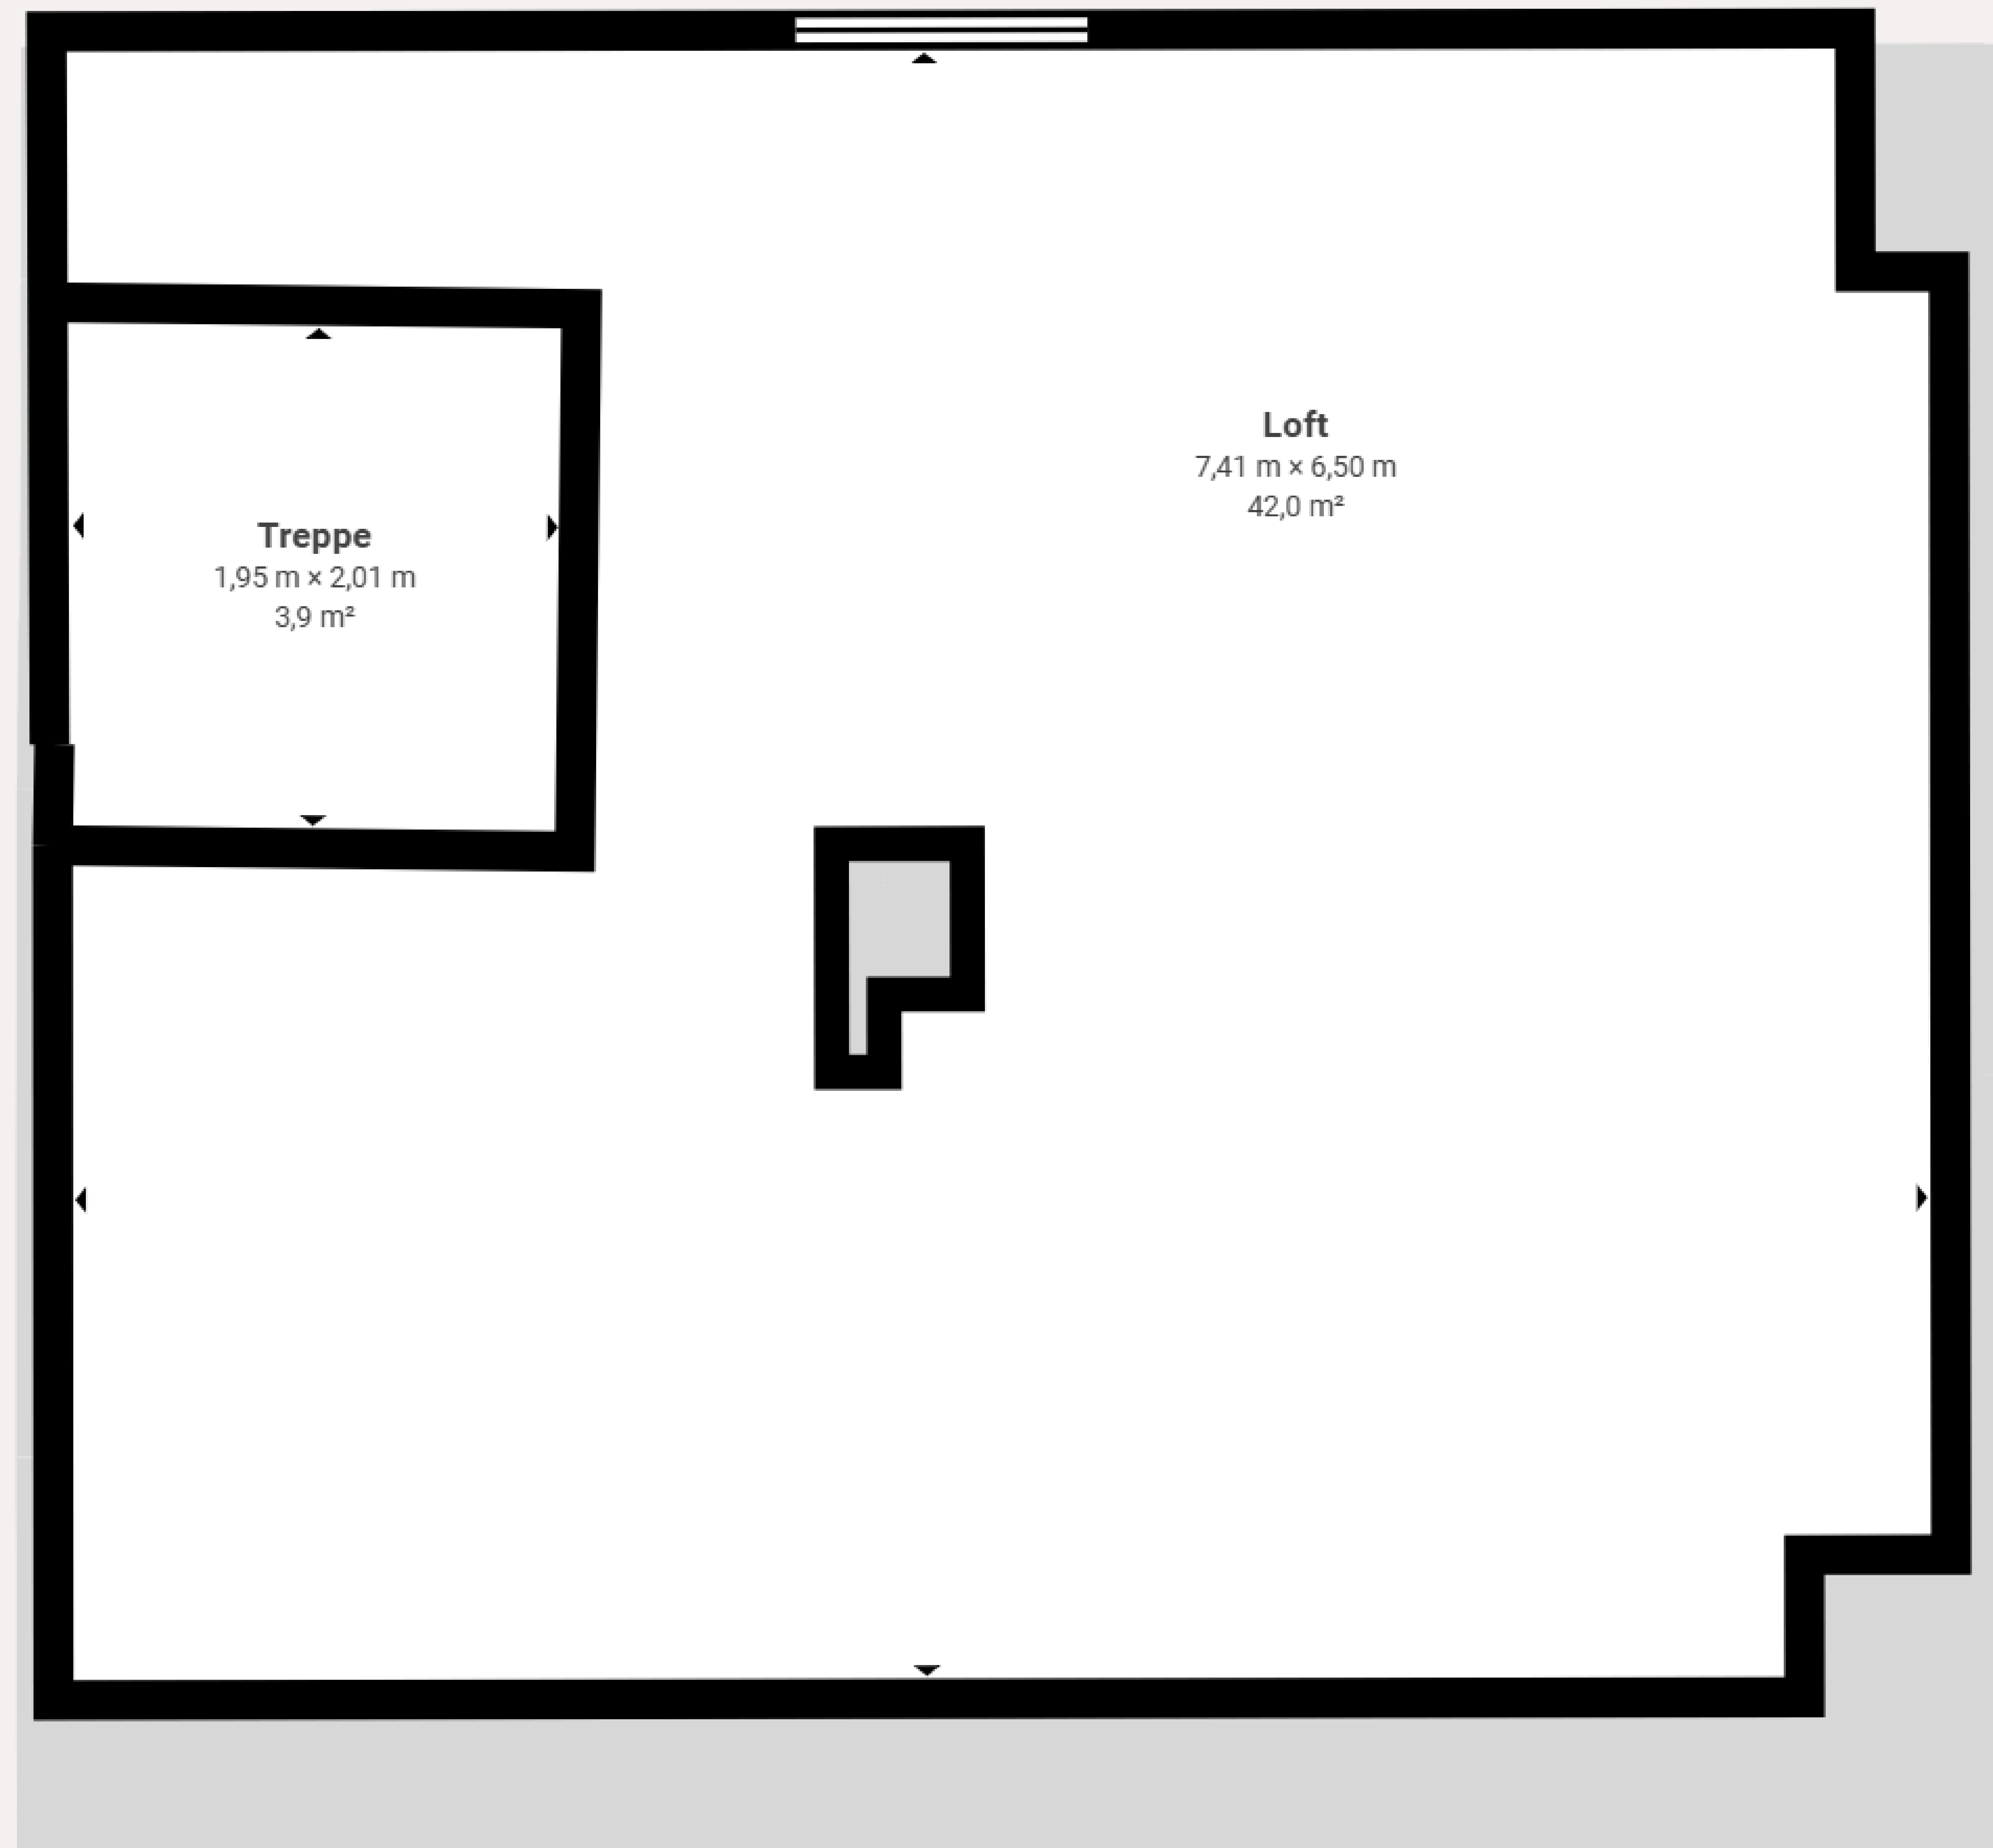 Loft
7,41 m × 6,50 m
42,0 m²
Treppe
1,95 m × 2,01 m
3,9 m²